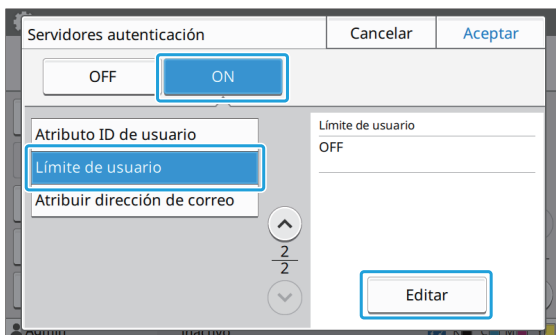 Servidores autenticación
Cancelar
Aceptar
OFF
ON
Atributo ID de usuario
Límite de usuario
Atribuir dirección de correo
2
2
Límite de usuario
OFF
Editar